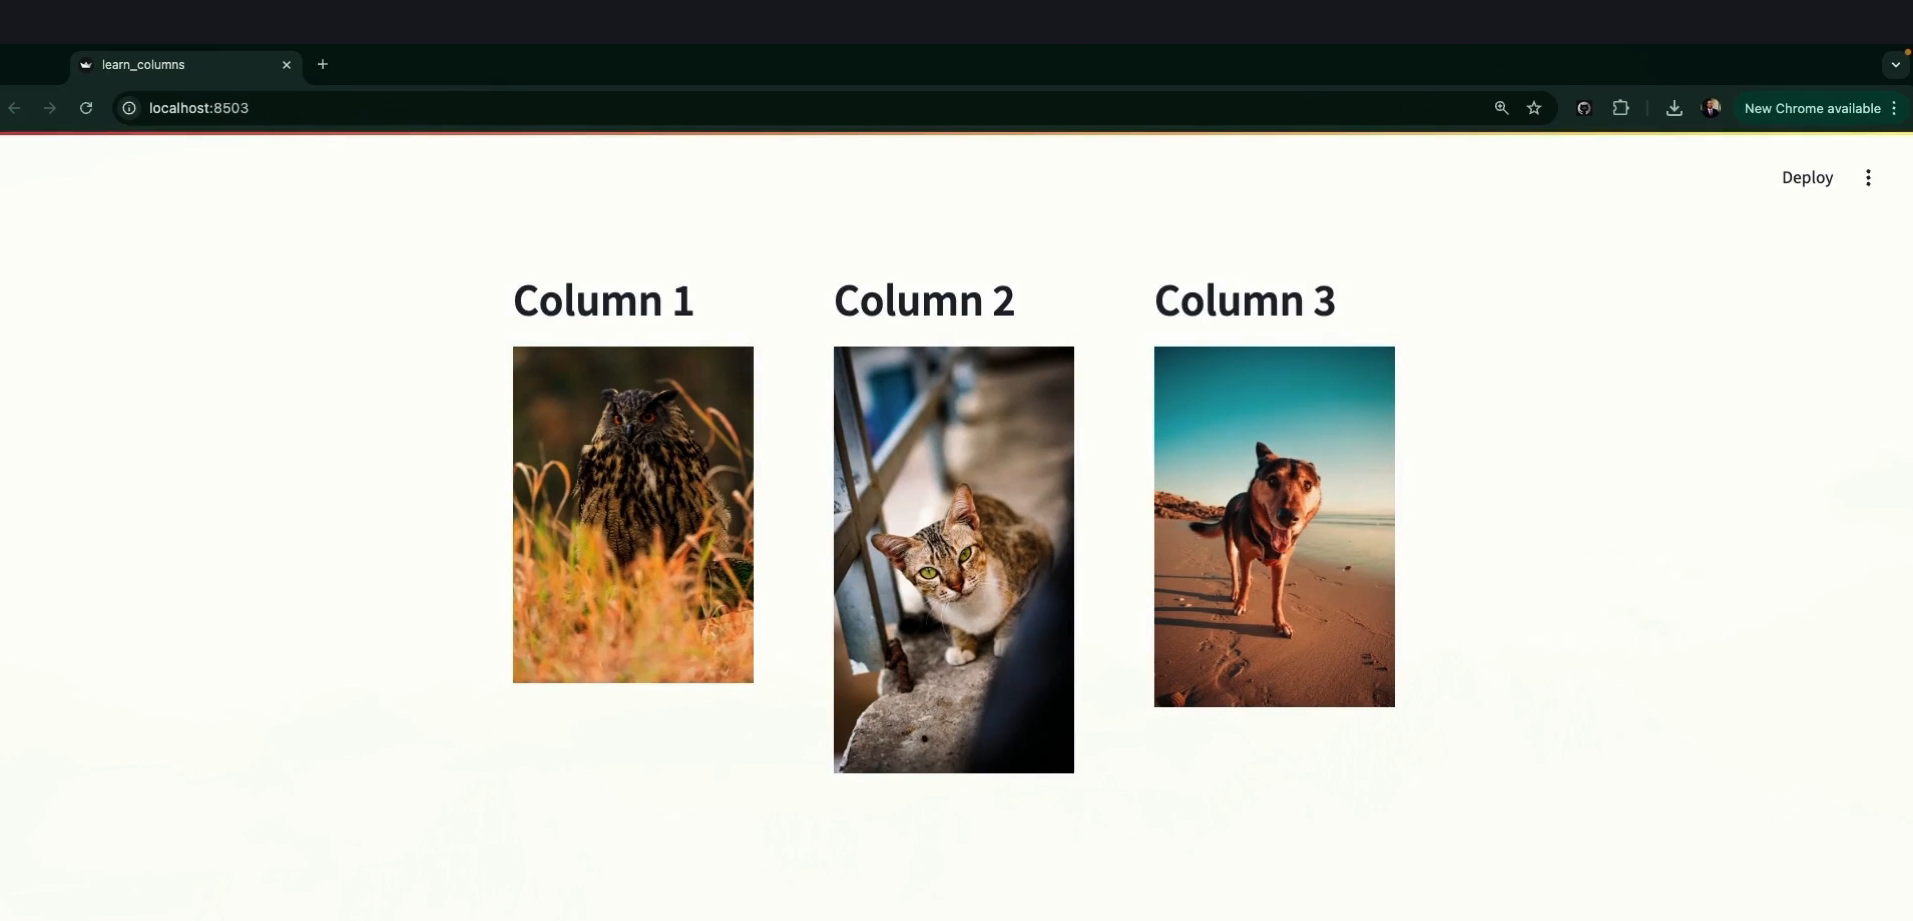 learn_columns
localhost:8503
New Chrome available
Deploy
Column 1
Column 2
Column 3